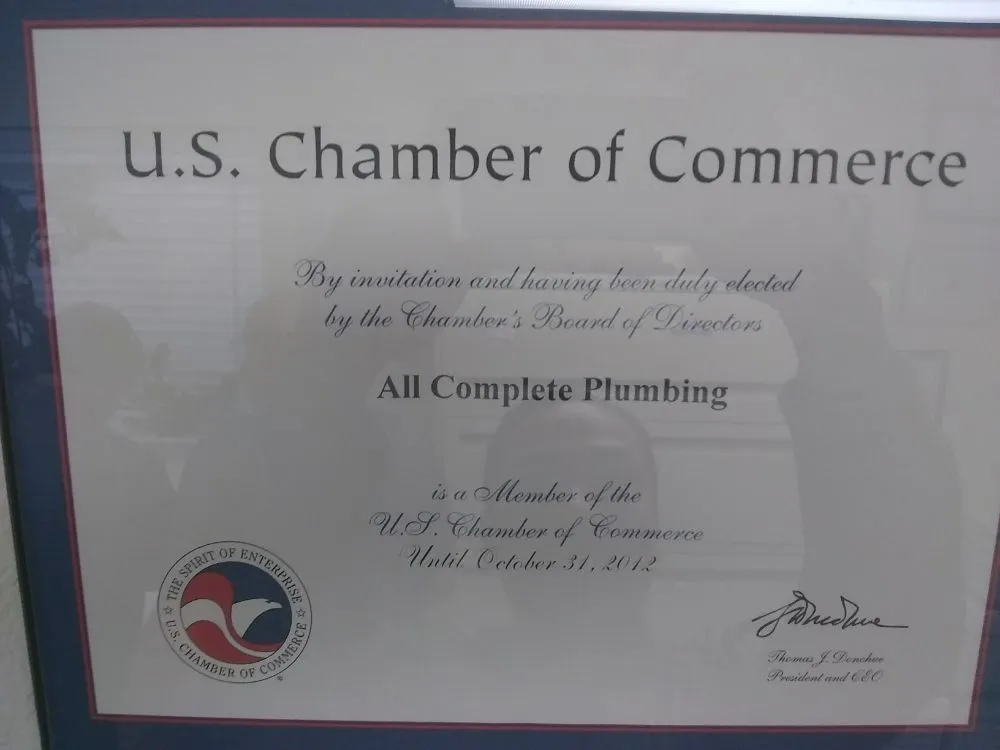 U.S. Chamber of Commerce
By invitation and having been duly elected
by the Chamber's Board of Directors
All Complete Plumbing
is a Member of the
U.S. Chamber of Commerce
Until October 31, 2012
THE SPIRIT OF ENTERPRISE
U.S. CHAMBER OF COMMERCE
®
Thomas J. Donohue
President and CEO